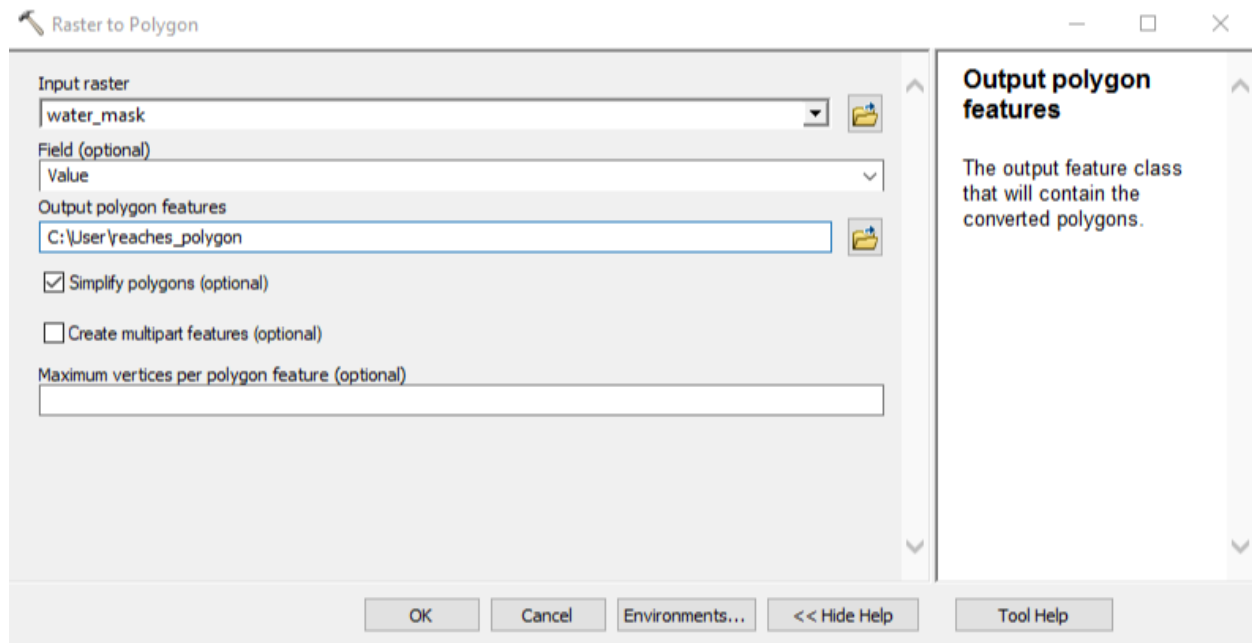 Raster to Polygon
Input raster
water_mask
Field (optional)
Value
Output polygon features
C:\User\reaches_polygon
Simplify polygons (optional)
Create multipart features (optional)
Maximum vertices per polygon feature (optional)
OK
Cancel
Environments...
<< Hide Help
Output polygon
features
The output feature class
that will contain the
converted polygons.
Tool Help